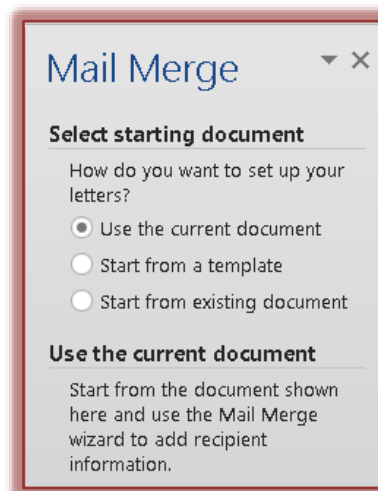 Mail Merge
Select starting document
How do you want to set up your
letters?
Use the current document
Start from a template
Start from existing document
Use the current document
Start from the document shown
here and use the Mail Merge
wizard to add recipient
information.